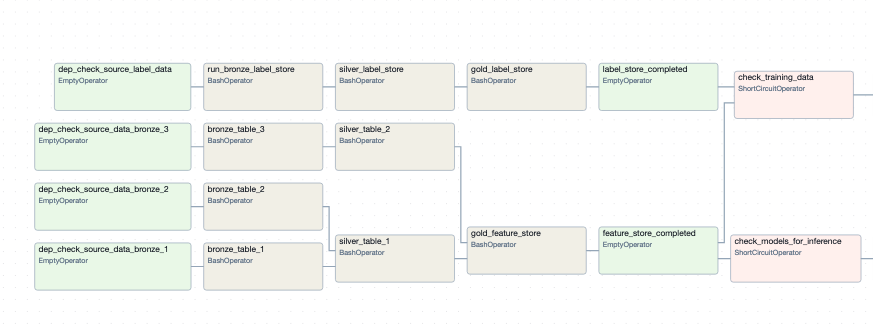 dep_check_source_label_data
EmptyOperator
run_bronze_label_store
BashOperator
silver_label_store
BashOperator
gold_label_store
BashOperator
label_store_completed
EmptyOperator
check_training_data
ShortCircuitOperator
dep_check_source_data_bronze_3
EmptyOperator
bronze_table_3
BashOperator
silver_table_2
BashOperator
dep_check_source_data_bronze_2
EmptyOperator
bronze_table_2
BashOperator
dep_check_source_data_bronze_1
EmptyOperator
bronze_table_1
BashOperator
silver_table_1
BashOperator
gold_feature_store
BashOperator
feature_store_completed
EmptyOperator
check_models_for_inference
ShortCircuitOperator